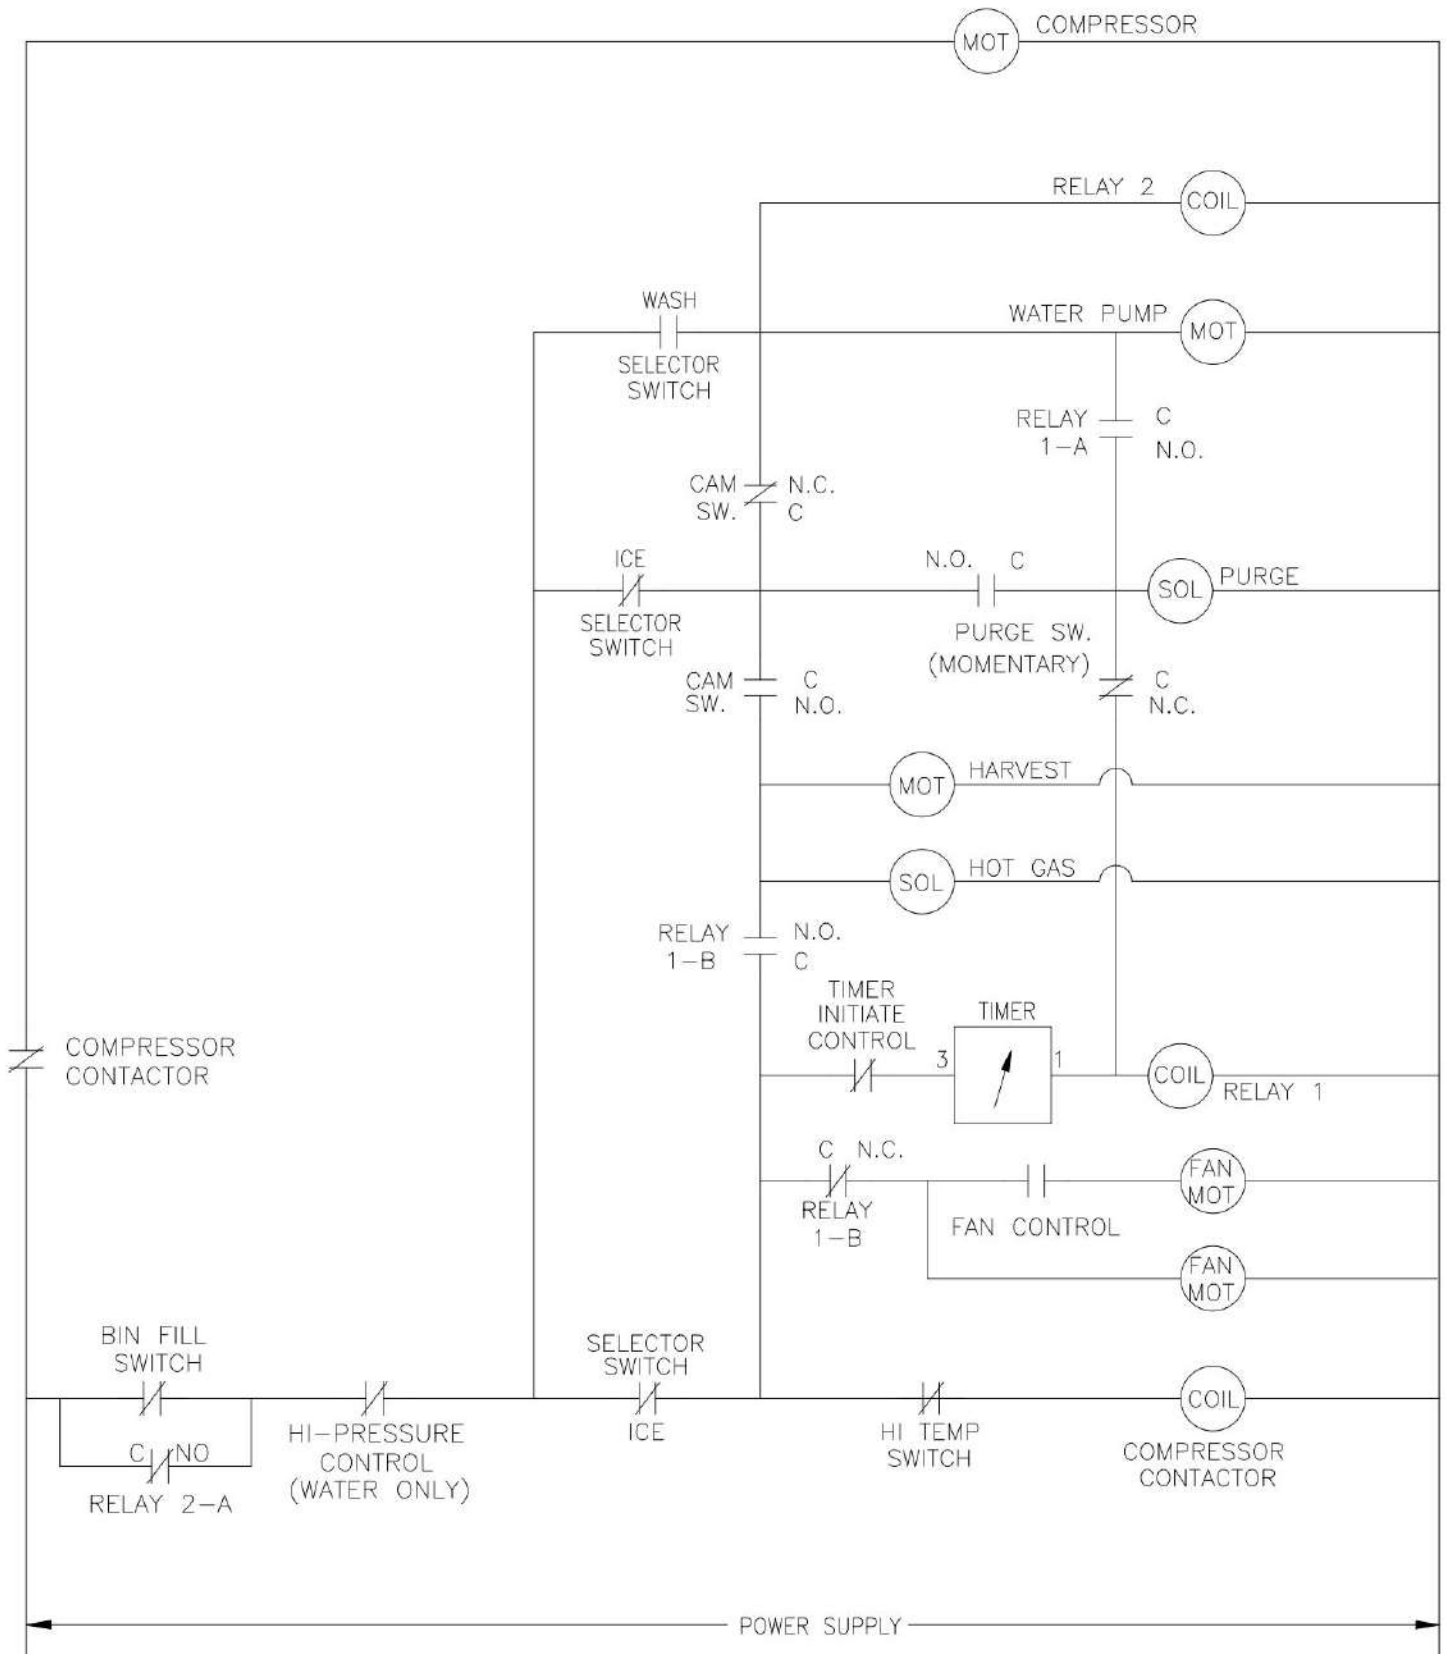 COMPRESSOR
MOT
RELAY 2
COIL
WASH
SELECTOR
SWITCH
WATER PUMP
MOT
RELAY
1-A
C
N.O.
CAM
SW.
N.C.
C
ICE
SELECTOR
SWITCH
N.O. C
PURGE SW.
(MOMENTARY)
SOL
PURGE
CAM
SW.
C
N.O.
C
N.C.
MOT
HARVEST
SOL
HOT GAS
RELAY
1-B
N.O.
C
TIMER
INITIATE
CONTROL
TIMER
3
1
COIL
RELAY 1
COMPRESSOR
CONTACTOR
C N.C.
RELAY
1-B
FAN CONTROL
FAN
MOT
FAN
MOT
BIN FILL
SWITCH
C NO
RELAY 2-A
HI-PRESSURE
CONTROL
(WATER ONLY)
SELECTOR
SWITCH
ICE
HI TEMP
SWITCH
COIL
COMPRESSOR
CONTACTOR
POWER SUPPLY